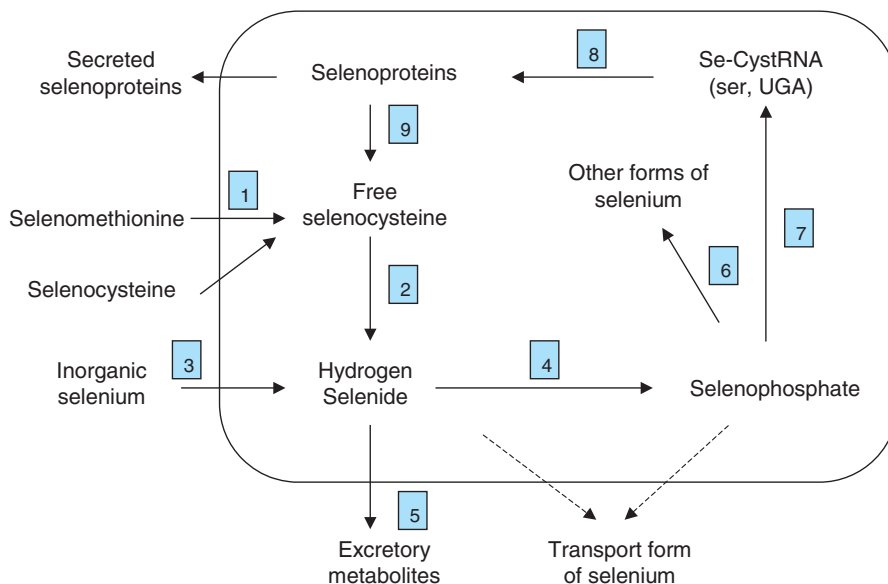 Secreted
selenoproteins
Selenoproteins
8
Se-CystRNA
(ser, UGA)
9
Other forms of
selenium
1
Selenomethionine
Free
selenocysteine
7
6
Selenocysteine
2
Inorganic
selenium
3
Hydrogen
Selenide
4
Selenophosphate
5
Excretory
metabolites
Transport form
of selenium